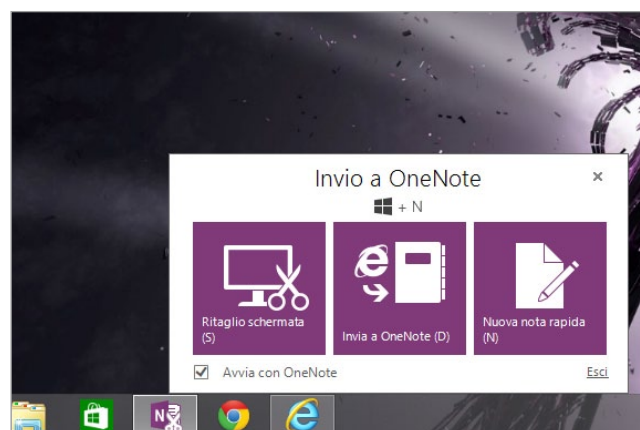 Invio a OneNote
+ N
Ritaglio schermata
(S)
Invia a OneNote (D)
Nuova nota rapida
(N)
Avvia con OneNote
Esci
N